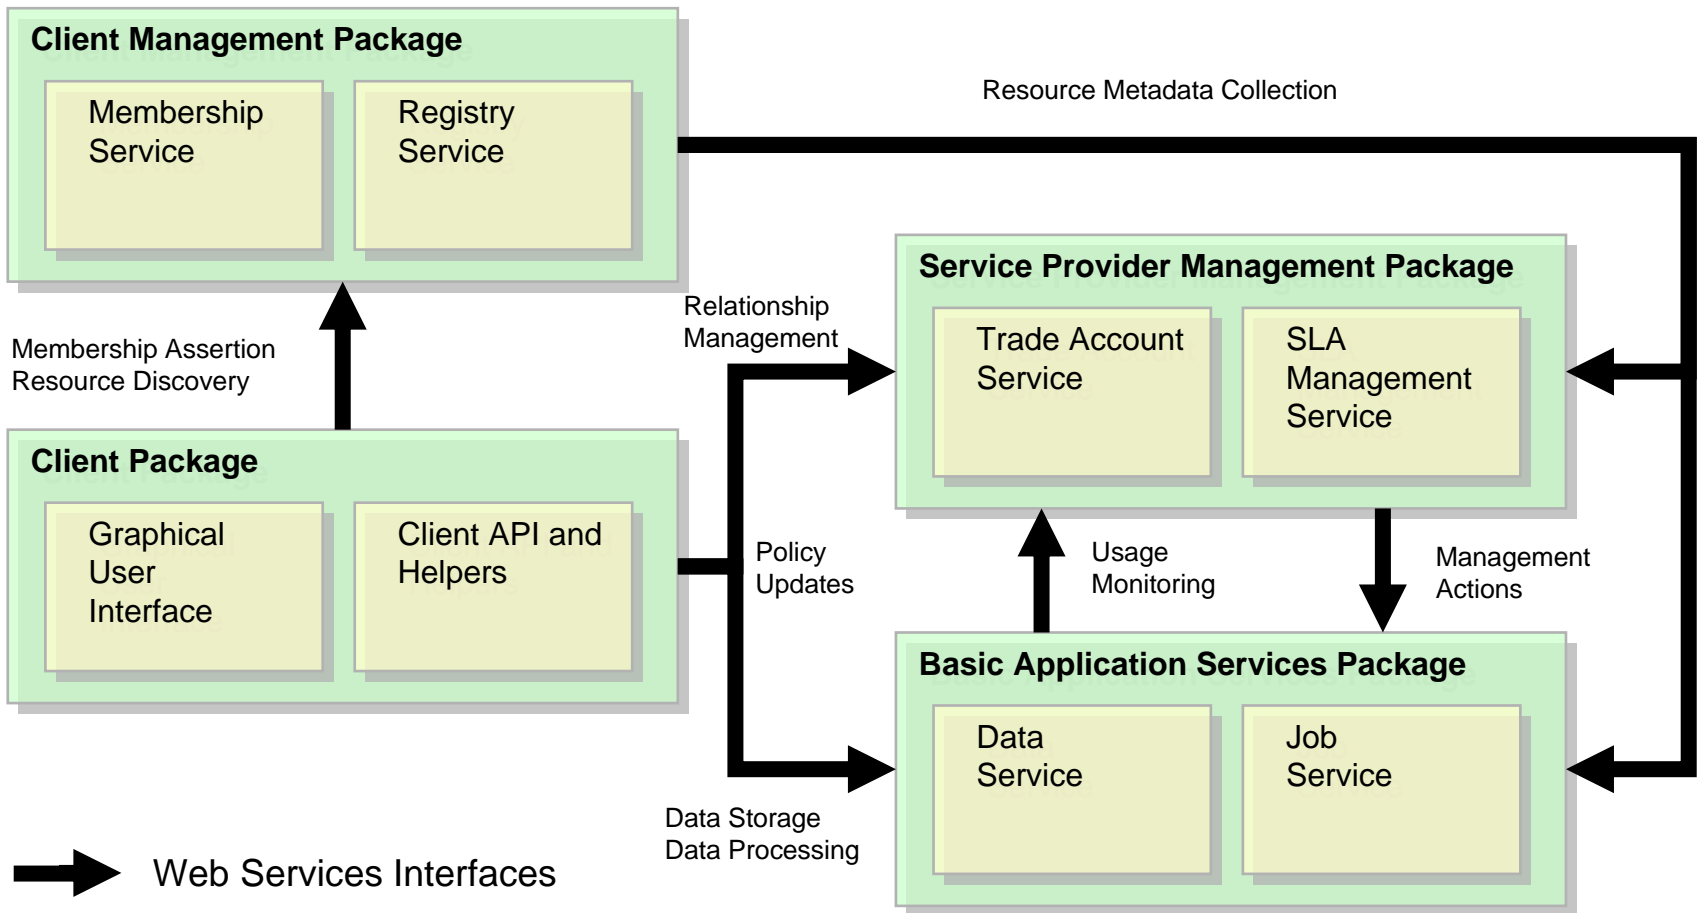 Client Management Package
Membership
Service
Registry
Service
Resource Metadata Collection
Service Provider Management Package
Trade Account
Service
SLA
Management
Service
Relationship
Management
Membership Assertion
Resource Discovery
Client Package
Graphical
User
Interface
Client API and
Helpers
Policy
Updates
Usage
Monitoring
Management
Actions
Basic Application Services Package
Data
Service
Job
Service
Data Storage
Data Processing
Web Services Interfaces